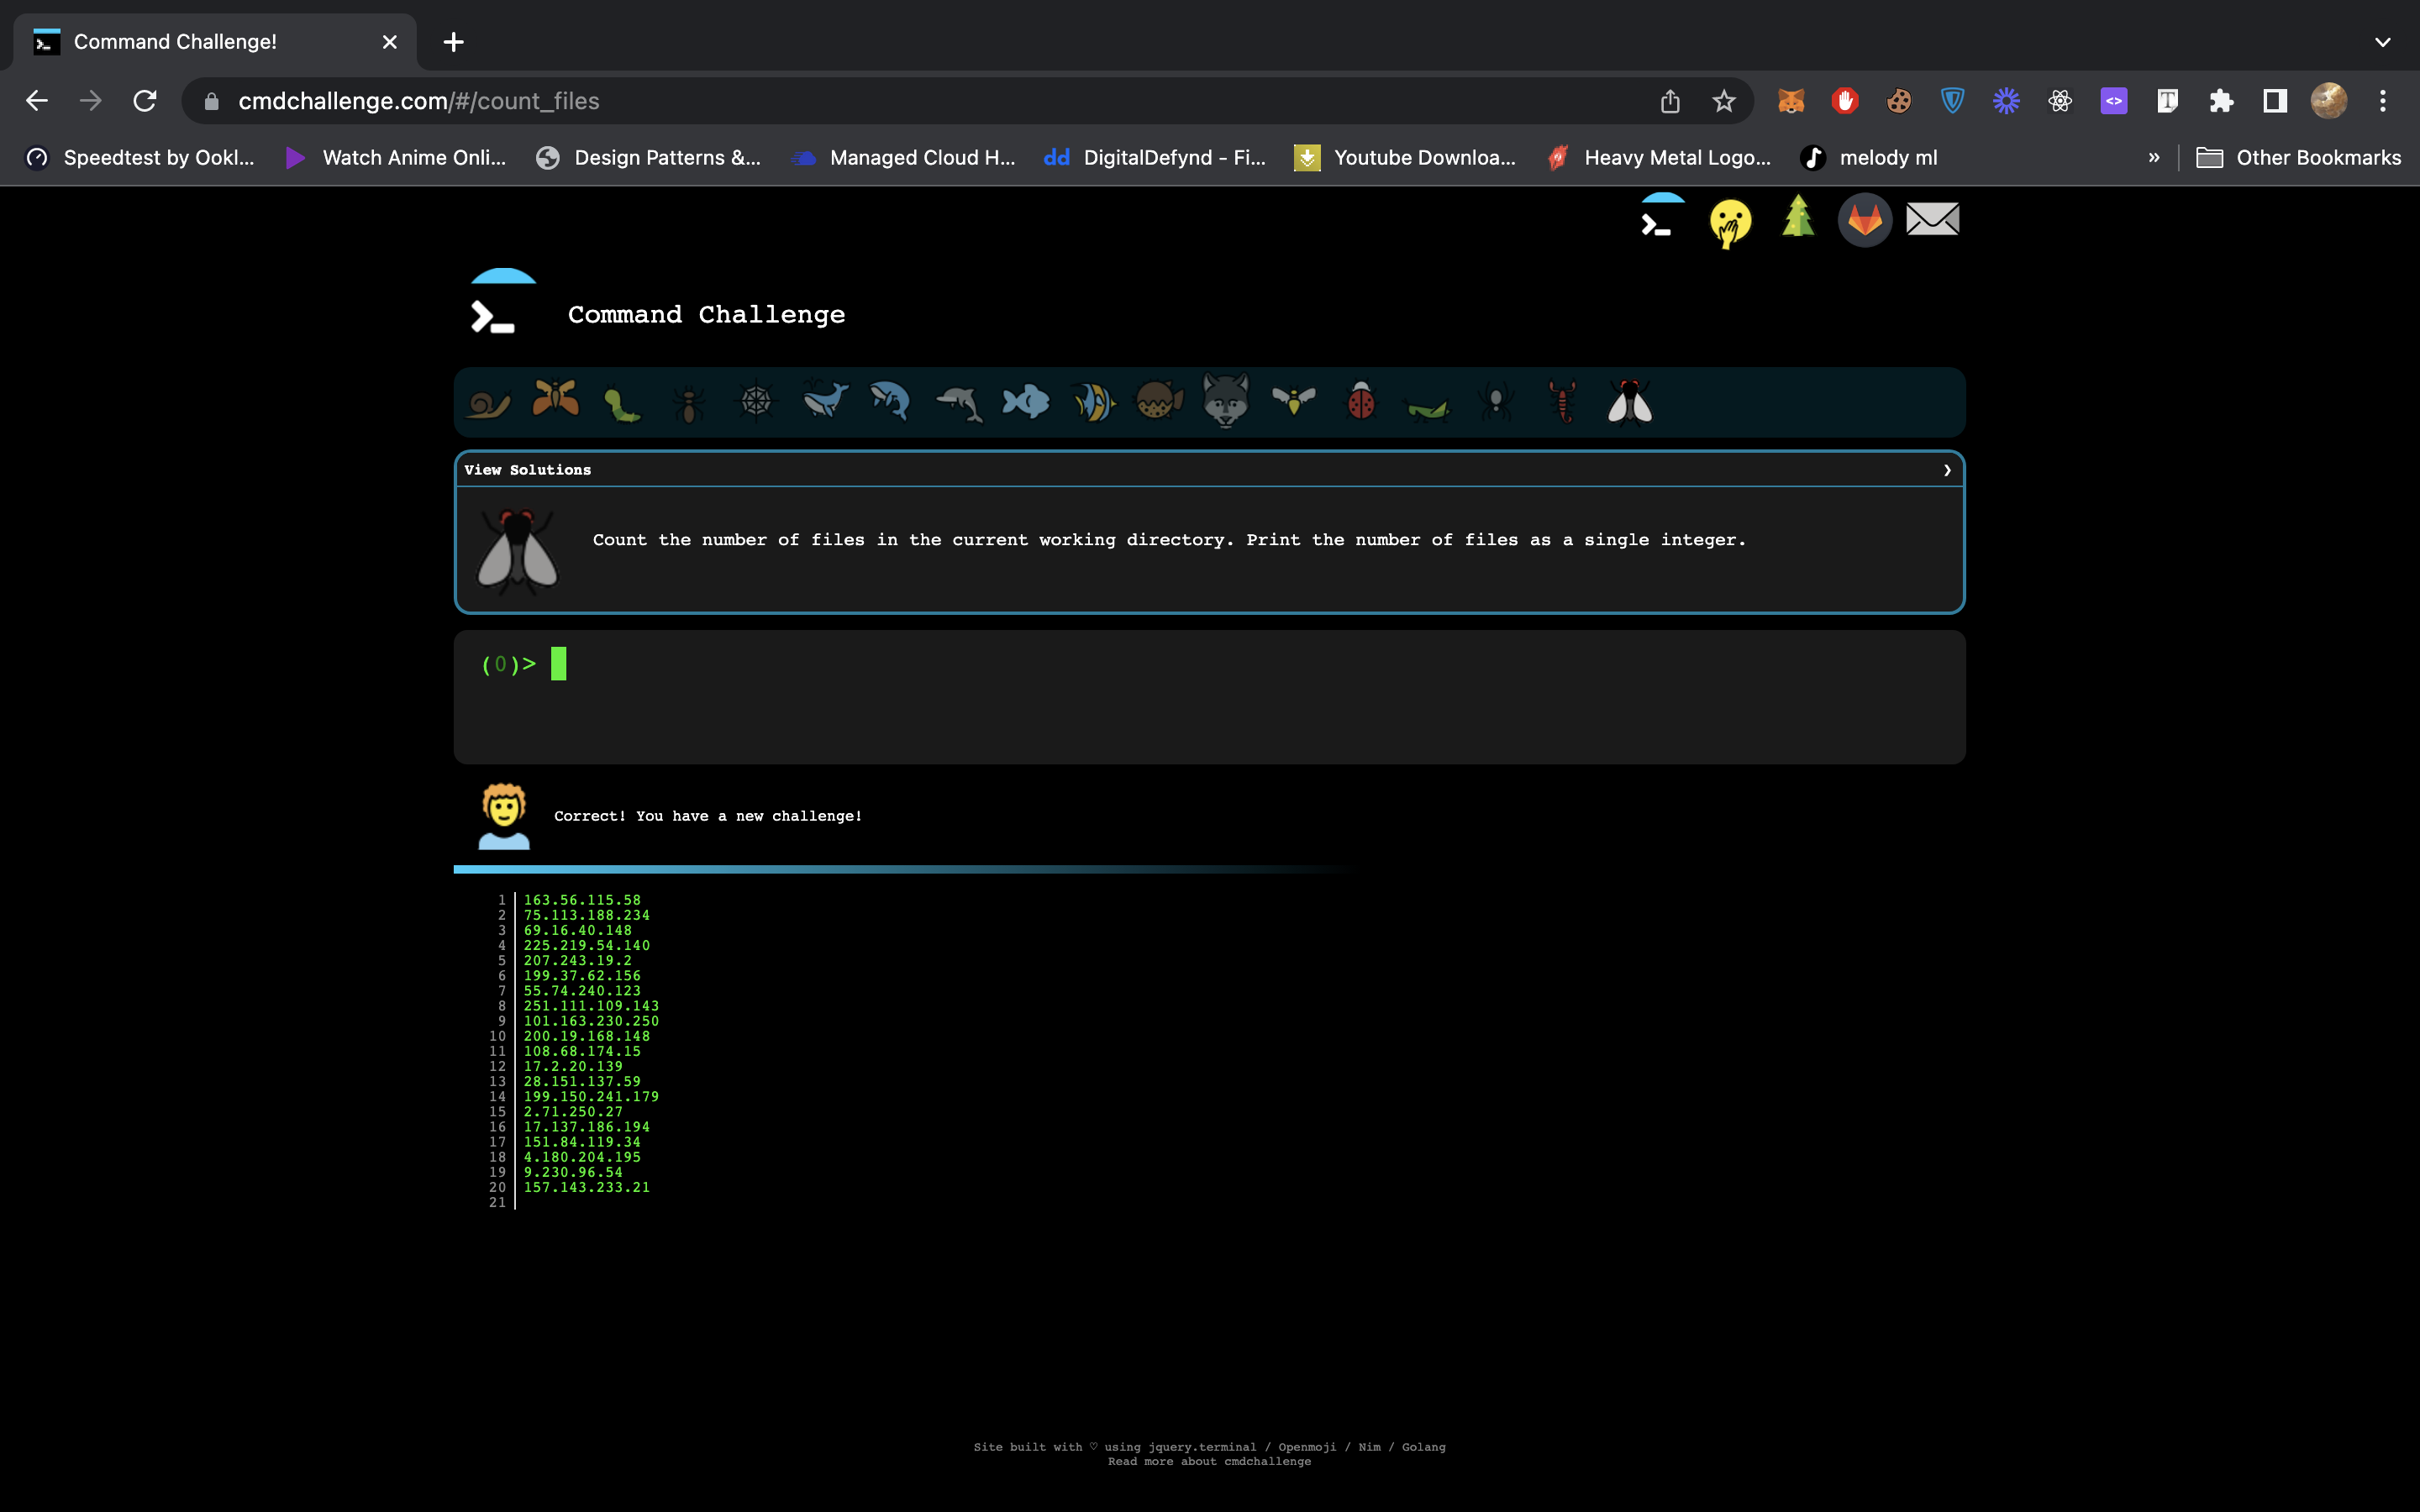 Command Challenge!
cmdchallenge.com/#/count_files
Speedtest by Ookl... Watch Anime Onli... Design Patterns &... Managed Cloud H... dd DigitalDefynd - Fi... Youtube Downloa... Heavy Metal Logo... melody ml » Other Bookmarks
Command Challenge
View Solutions ❯
Count the number of files in the current working directory. Print the number of files as a single integer.
(0)>
Correct! You have a new challenge!
1 163.56.115.58
2 75.113.188.234
3 69.16.40.148
4 225.219.54.140
5 207.243.19.2
6 199.37.62.156
7 55.74.240.123
8 251.111.109.143
9 101.163.230.250
10 200.19.168.148
11 108.68.174.15
12 17.2.20.139
13 28.151.137.59
14 199.150.241.179
15 2.71.250.27
16 17.137.186.194
17 151.84.119.34
18 4.180.204.195
19 9.230.96.54
20 157.143.233.21
21
Site built with ♡ using jquery.terminal / Openmoji / Nim / Golang
Read more about cmdchallenge